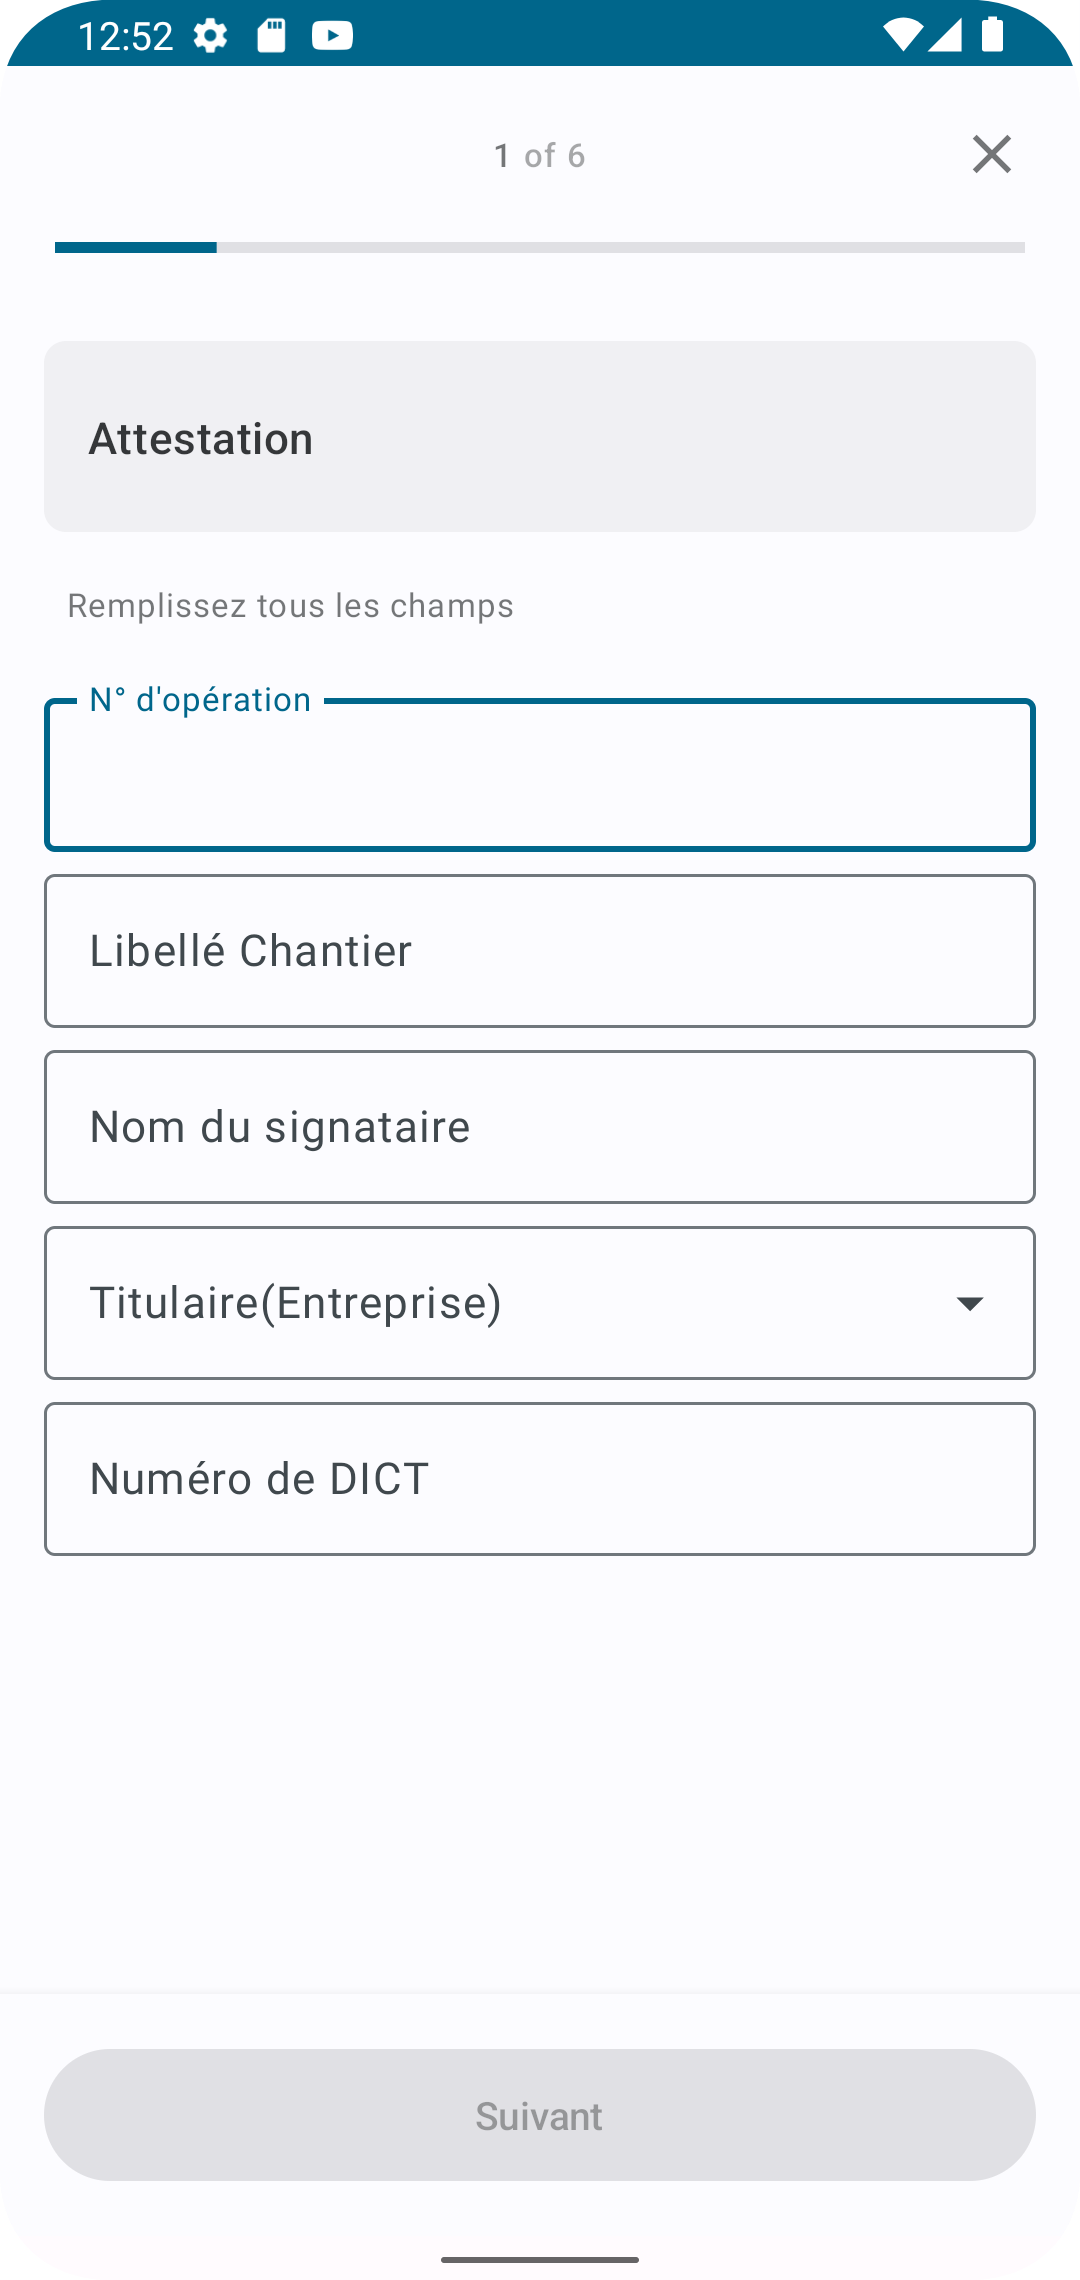 12:52
1 of 6
Attestation
Remplissez tous les champs
N° d'opération
Libellé Chantier
Nom du signataire
Titulaire(Entreprise)
Numéro de DICT
Suivant